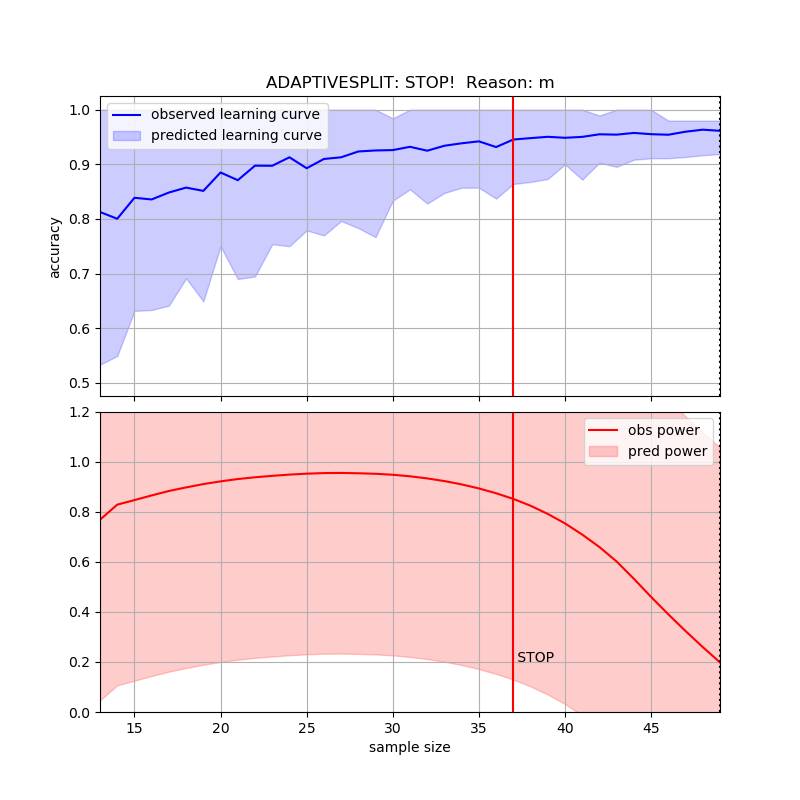 ADAPTIVESPLIT: STOP!  Reason: m
observed learning curve
predicted learning curve
1.0
0.9
0.8
0.7
0.6
0.5
accuracy
obs power
pred power
1.2
1.0
0.8
0.6
0.4
0.2
0.0
STOP
15
20
25
30
35
40
45
sample size